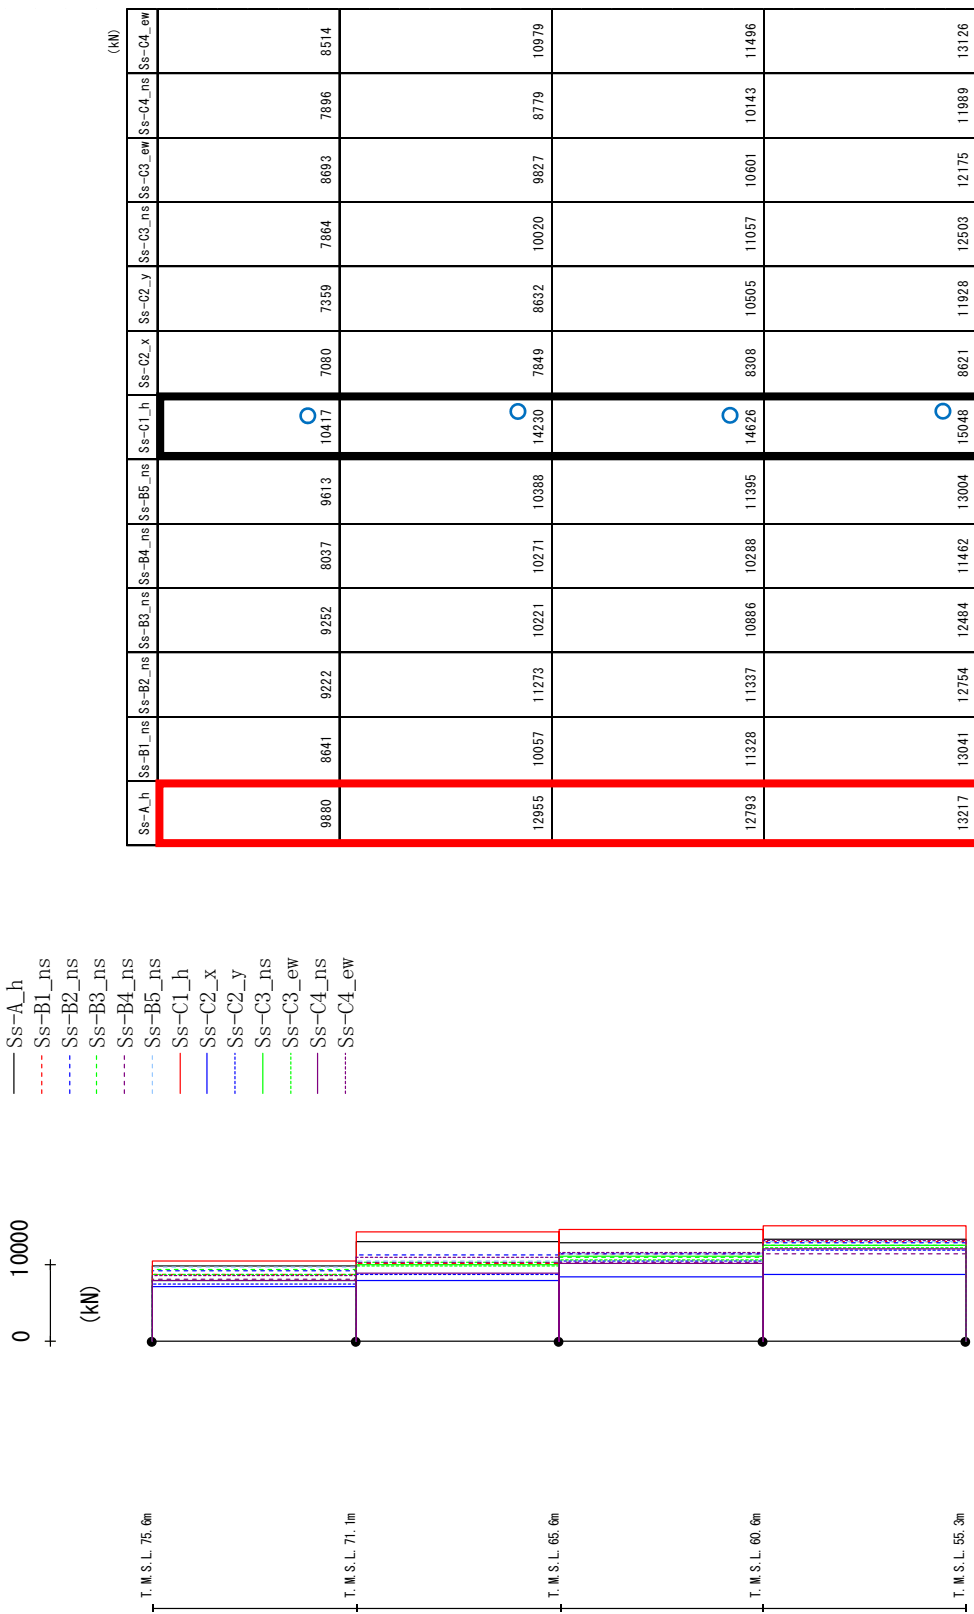 (kN)
Ss-A_h Ss-B1_ns Ss-B2_ns Ss-B3_ns Ss-B4_ns Ss-B5_ns Ss-C1_h Ss-C2_x Ss-C2_y Ss-C3_ns Ss-C3_ew Ss-C4_ns Ss-C4_ew
9880 8641 9222 9252 8037 9613 10417 7080 7359 7864 8693 7896 8514
12955 10057 11273 10221 10271 10388 14230 7849 8632 10020 9827 8779 10979
12793 11328 11337 10886 10288 11395 14626 8308 10505 11057 10601 10143 11496
13217 13041 12754 12484 11462 13004 15048 8621 11928 12503 12175 11989 13126
Ss-A_h
Ss-B1_ns
Ss-B2_ns
Ss-B3_ns
Ss-B4_ns
Ss-B5_ns
Ss-C1_h
Ss-C2_x
Ss-C2_y
Ss-C3_ns
Ss-C3_ew
Ss-C4_ns
Ss-C4_ew
0 10000
(kN)
T.M.S.L. 75.6m
T.M.S.L. 71.1m
T.M.S.L. 65.6m
T.M.S.L. 60.6m
T.M.S.L. 55.3m